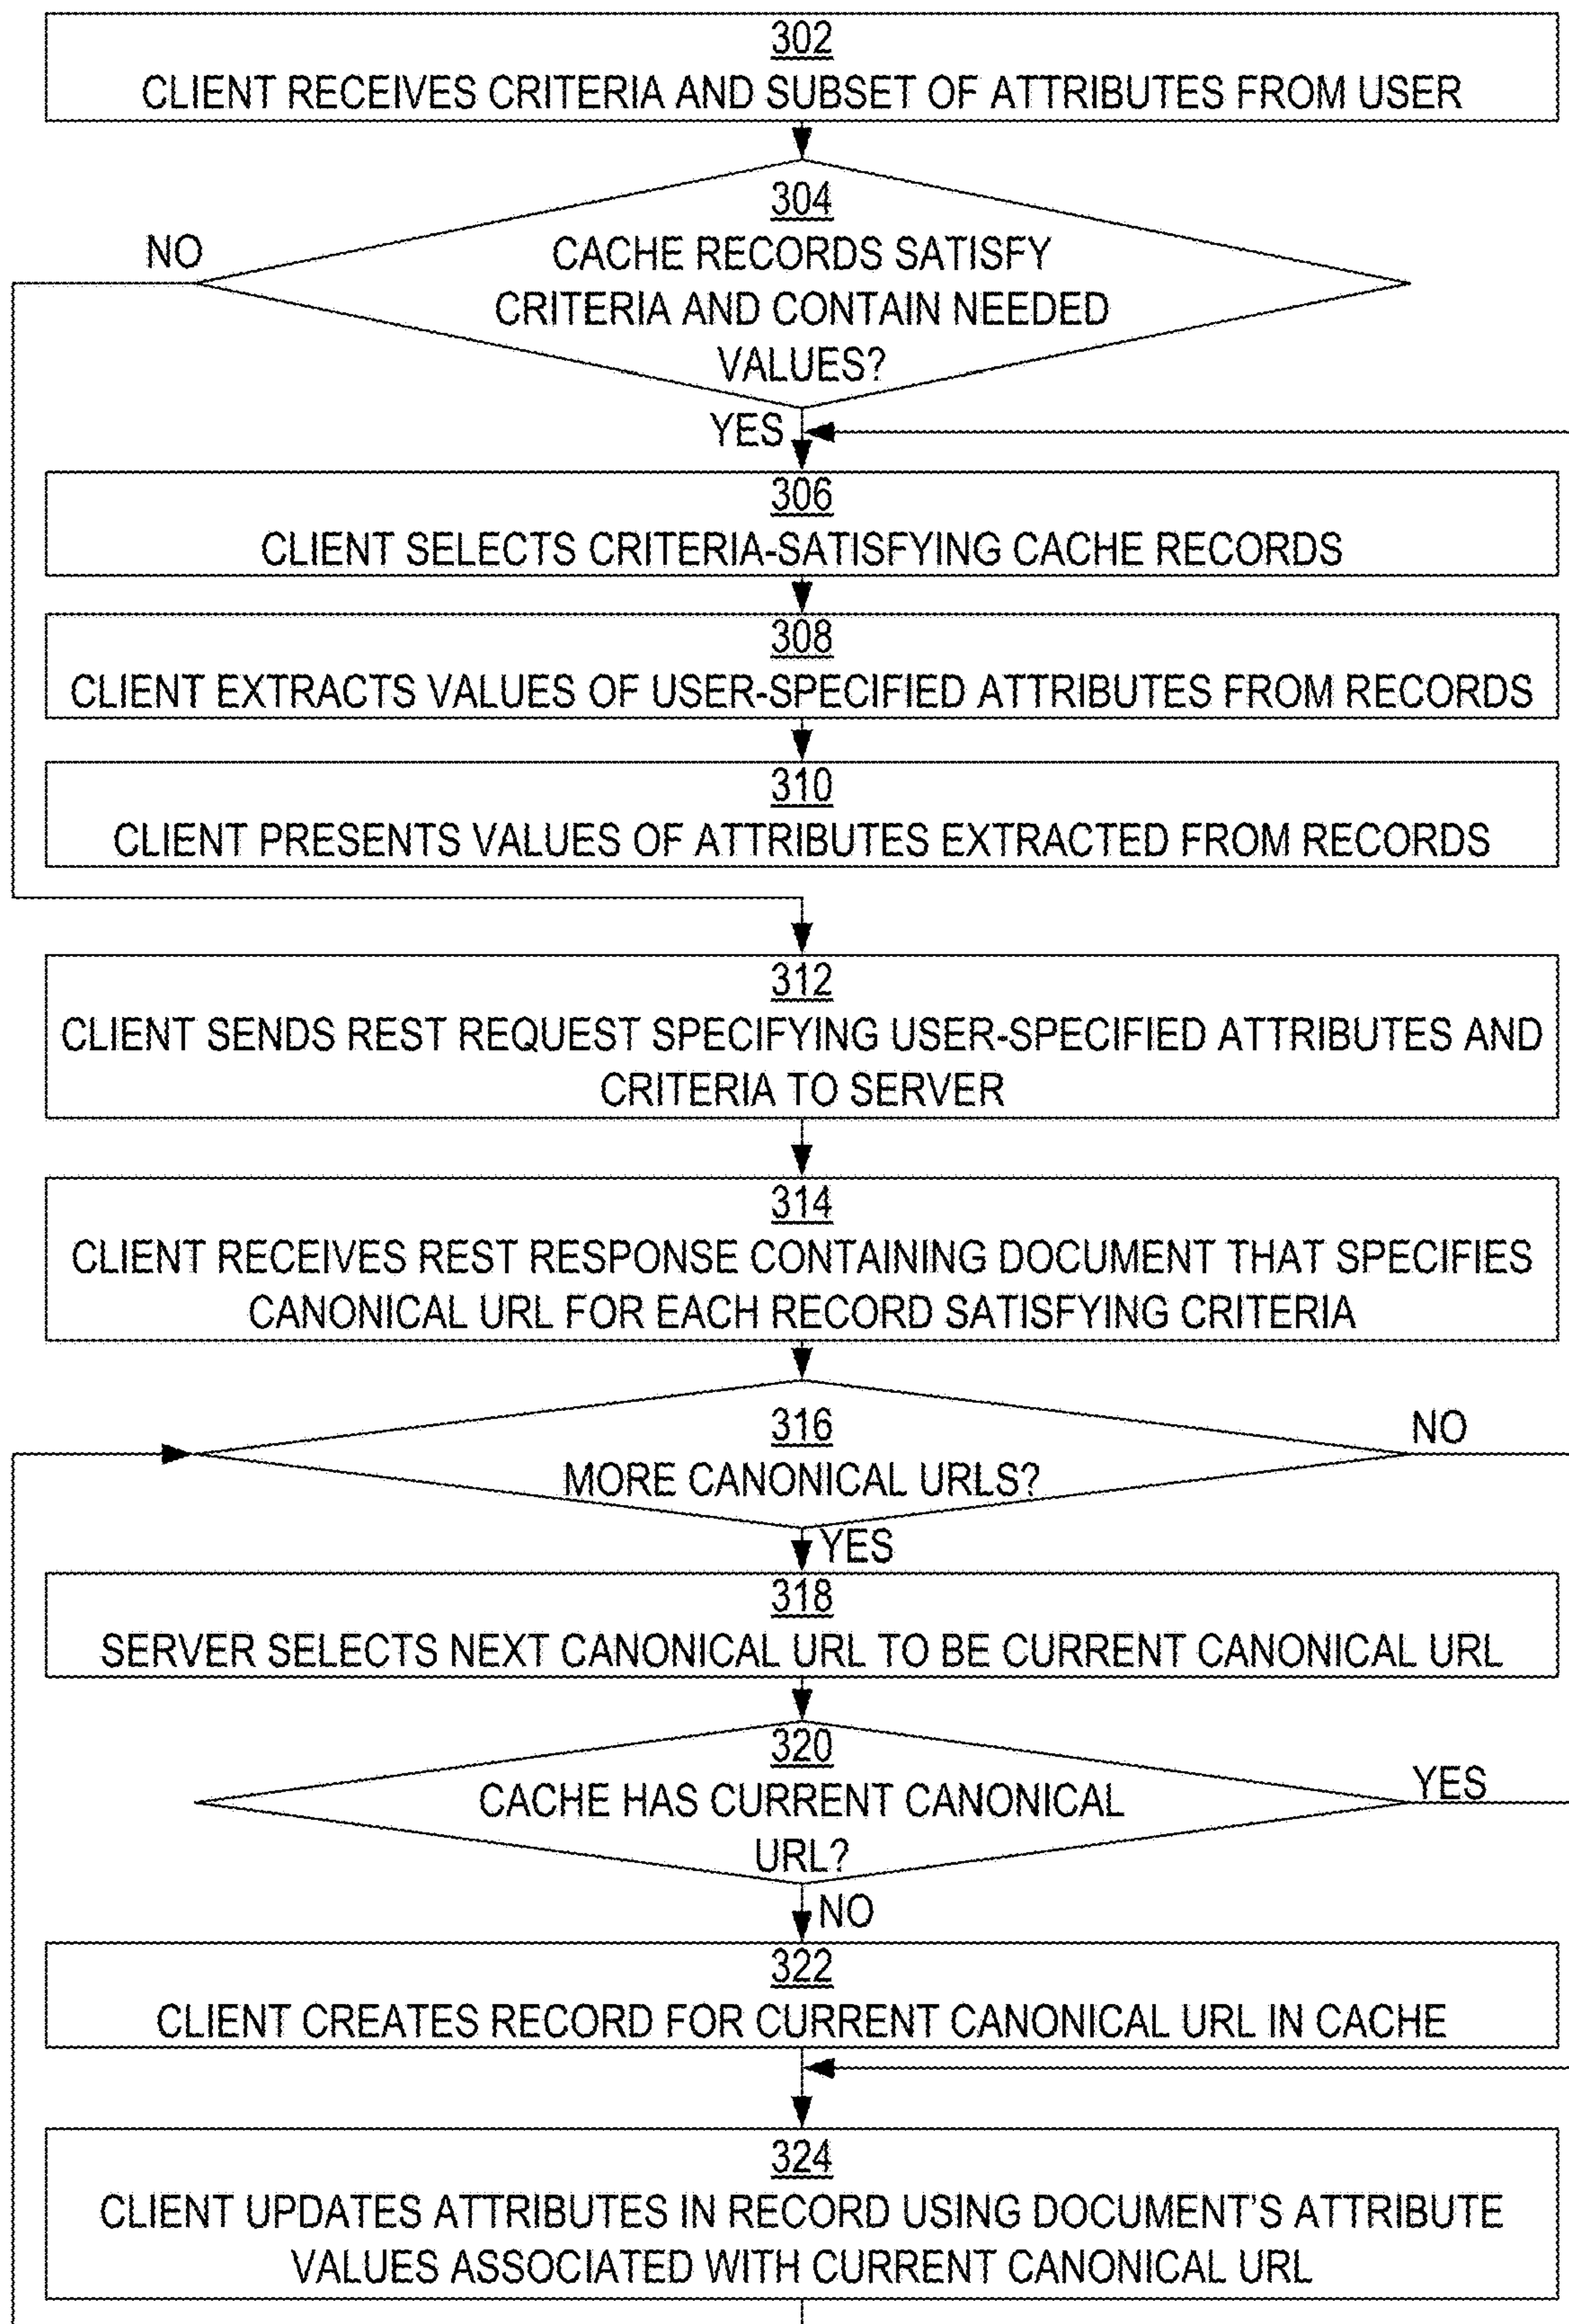 302
CLIENT RECEIVES CRITERIA AND SUBSET OF ATTRIBUTES FROM USER
304
NO
CACHE RECORDS SATISFY
CRITERIA AND CONTAIN NEEDED
VALUES?
YES
306
CLIENT SELECTS CRITERIA-SATISFYING CACHE RECORDS
308
CLIENT EXTRACTS VALUES OF USER-SPECIFIED ATTRIBUTES FROM RECORDS
310
CLIENT PRESENTS VALUES OF ATTRIBUTES EXTRACTED FROM RECORDS
312
CLIENT SENDS REST REQUEST SPECIFYING USER-SPECIFIED ATTRIBUTES AND
CRITERIA TO SERVER
314
CLIENT RECEIVES REST RESPONSE CONTAINING DOCUMENT THAT SPECIFIES
CANONICAL URL FOR EACH RECORD SATISFYING CRITERIA
316
NO
MORE CANONICAL URLS?
YES
318
SERVER SELECTS NEXT CANONICAL URL TO BE CURRENT CANONICAL URL
320
YES
CACHE HAS CURRENT CANONICAL
URL?
NO
322
CLIENT CREATES RECORD FOR CURRENT CANONICAL URL IN CACHE
324
CLIENT UPDATES ATTRIBUTES IN RECORD USING DOCUMENT'S ATTRIBUTE
VALUES ASSOCIATED WITH CURRENT CANONICAL URL